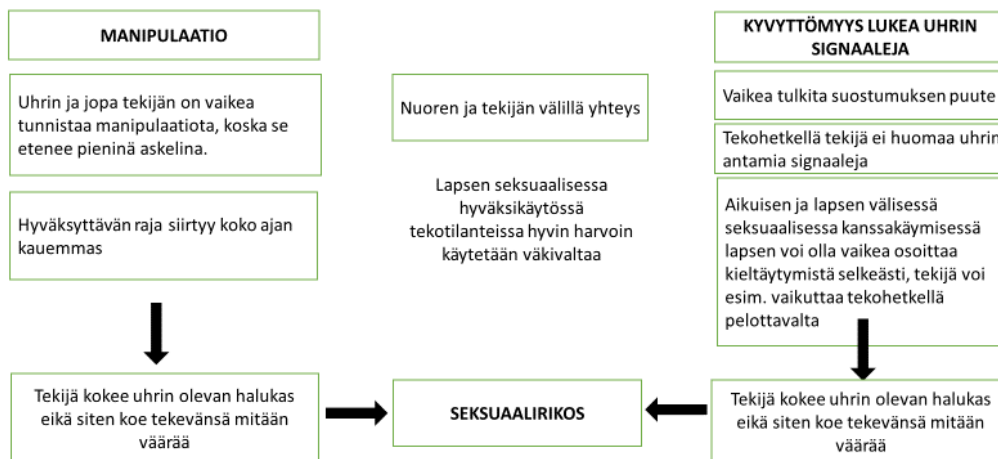 MANIPULAATIO
Uhrin ja jopa tekijän on vaikea
tunnistaa manipulaatiota, koska se
etenee pieninä askelina.
Hyväksyttävän raja siirtyy koko ajan
kauemmas
Tekijä kokee uhrin olevan halukas
eikä siten koe tekevänsä mitään
väärää
Nuoren ja tekijän välillä yhteys
Lapsen seksuaalisessa
hyväksikäytössä
tekotilanteissa hyvin harvoin
käytetään väkivaltaa
SEKSUAALIRIKOS
KYVYTTÖMYYS LUKEA UHRIN
SIGNAALEJA
Vaikea tulkita suostumuksen puute
Tekohetkellä tekijä ei huomaa uhrin
antamia signaaleja
Aikuisen ja lapsen välisessä
seksuaalisessa kanssakäymisessä
lapsen voi olla vaikea osoittaa
kieltäytymistä selkeästi, tekijä voi
esim. vaikuttaa tekohetkellä
pelottavalta
Tekijä kokee uhrin olevan halukas
eikä siten koe tekevänsä mitään
väärää